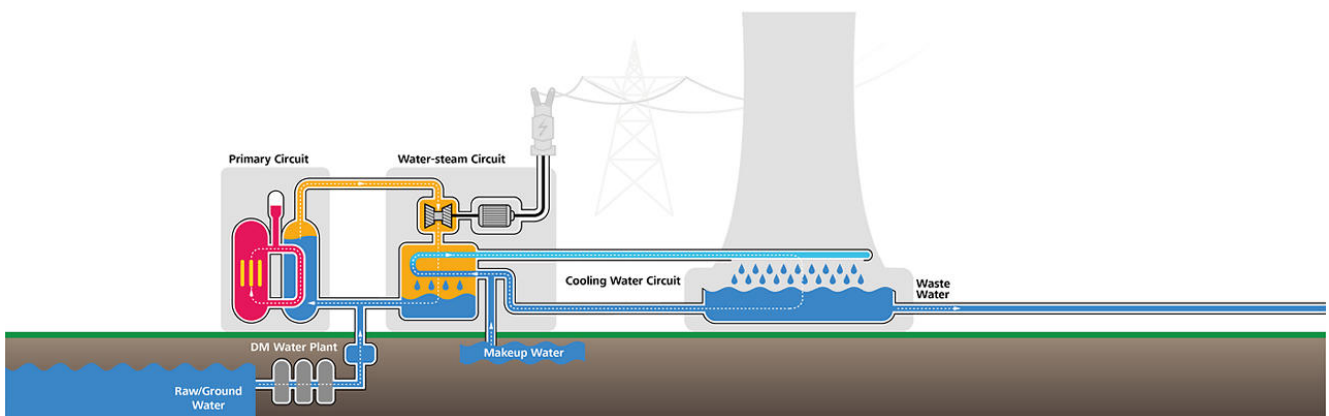 Primary Circuit
Water-steam Circuit
Cooling Water Circuit
Waste
Water
DM Water Plant
Makeup Water
Raw/Ground
Water